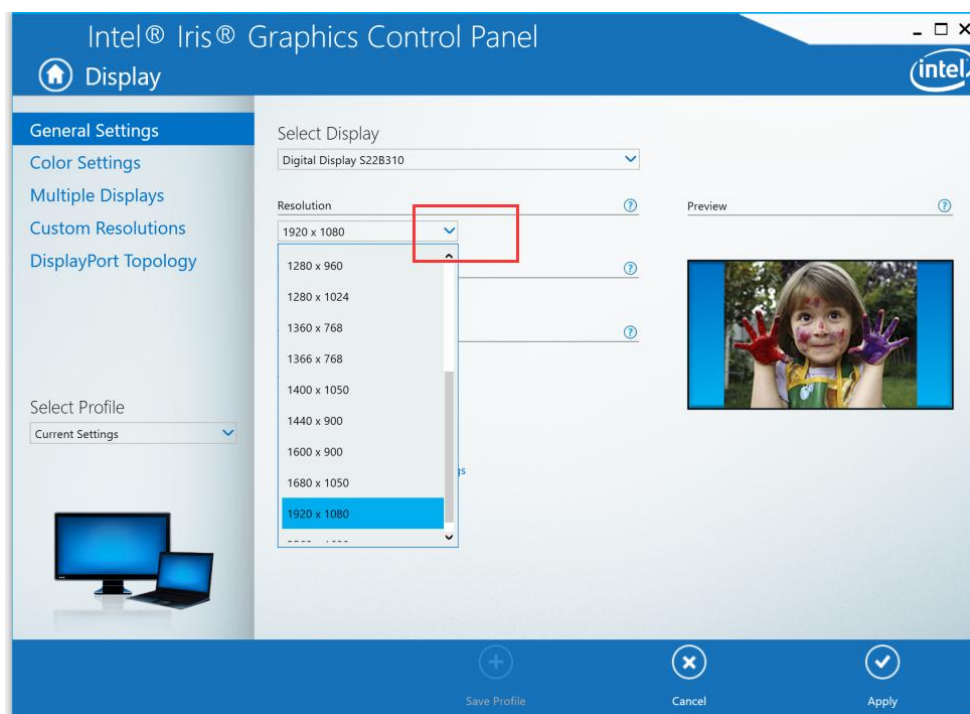 Intel® Iris® Graphics Control Panel
Display
intel
General Settings
Color Settings
Multiple Displays
Custom Resolutions
DisplayPort Topology
Select Profile
Current Settings
Select Display
Digital Display S22B310
Resolution
1920 x 1080
1280 x 960
1280 x 1024
1360 x 768
1366 x 768
1400 x 1050
1440 x 900
1600 x 900
1680 x 1050
1920 x 1080
Preview
Save Profile
Cancel
Apply